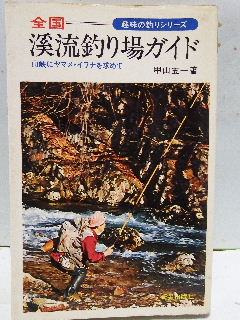 全国
趣味の釣りシリーズ
溪流釣り場ガイド
山峡にヤマメ・イワナを求めて
甲山五一著